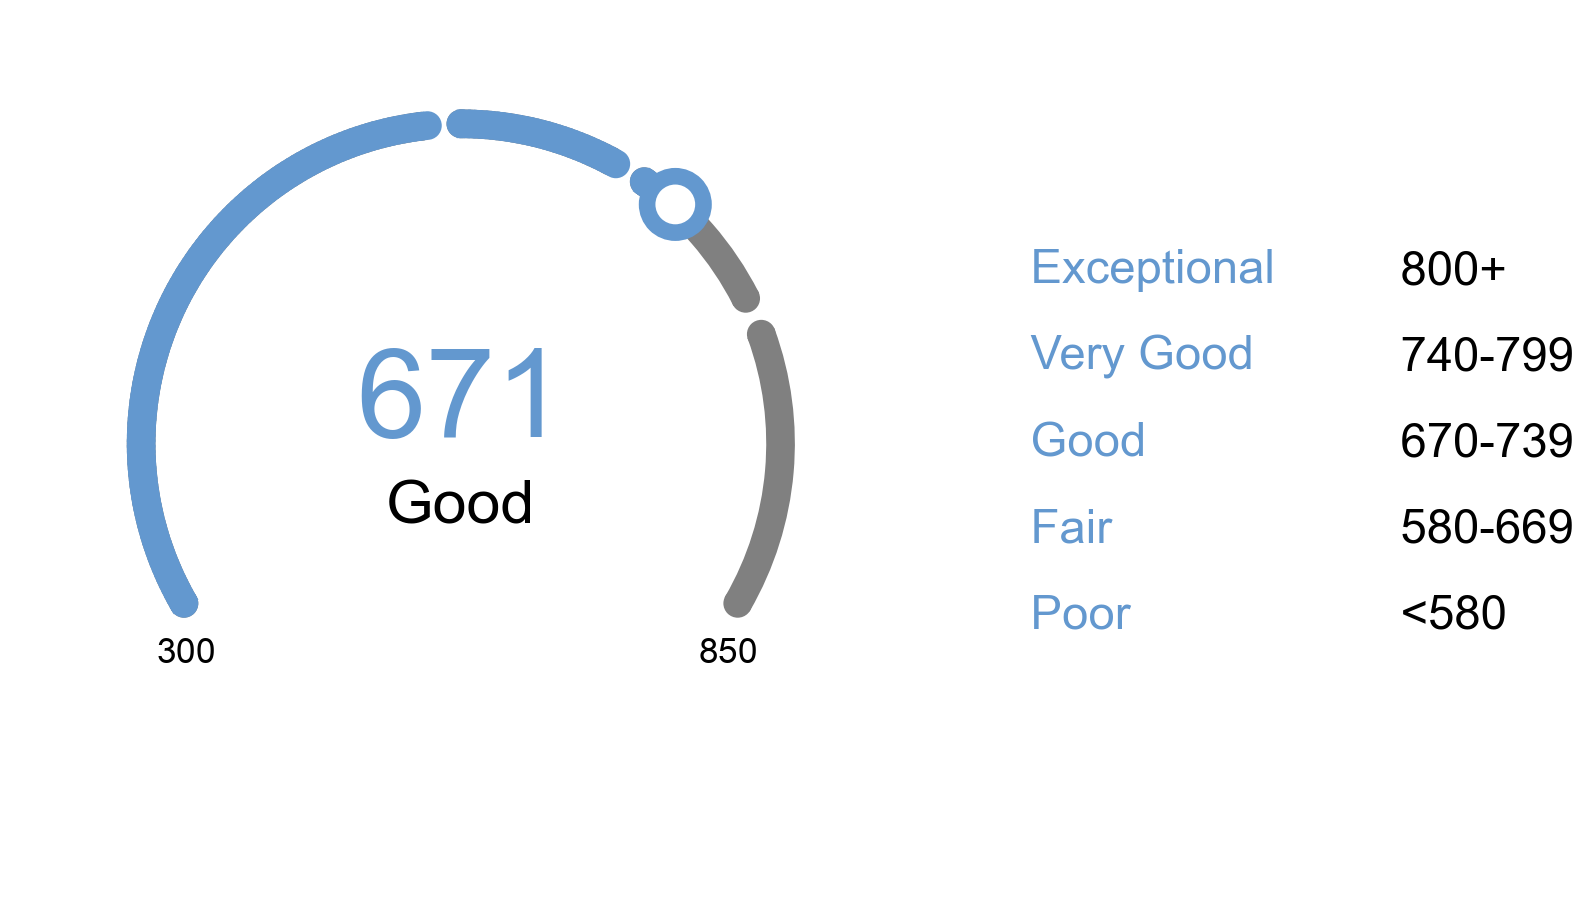 671
Good
300 850
Exceptional 800+
Very Good 740-799
Good 670-739
Fair 580-669
Poor <580